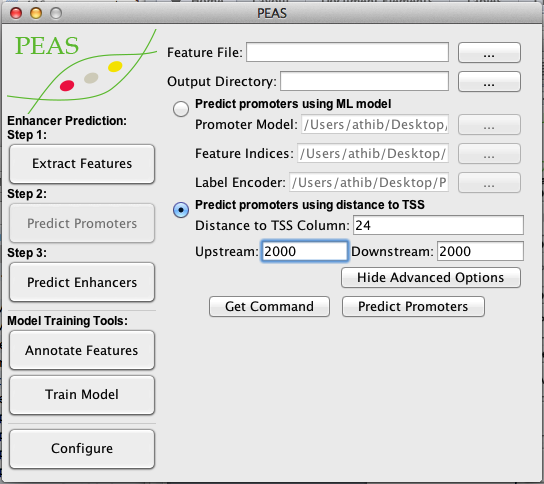 PEAS
PEAS
Enhancer Prediction:
Step 1:
Extract Features
Step 2:
Predict Promoters
Step 3:
Predict Enhancers
Model Training Tools:
Annotate Features
Train Model
Configure
Feature File: ...
Output Directory: ...
Predict promoters using ML model
Promoter Model: /Users/athib/Desktop/ ...
Feature Indices: /Users/athib/Desktop/ ...
Label Encoder: /Users/athib/Desktop/P ...
Predict promoters using distance to TSS
Distance to TSS Column: 24
Upstream: 2000 Downstream: 2000
Hide Advanced Options
Get Command Predict Promoters